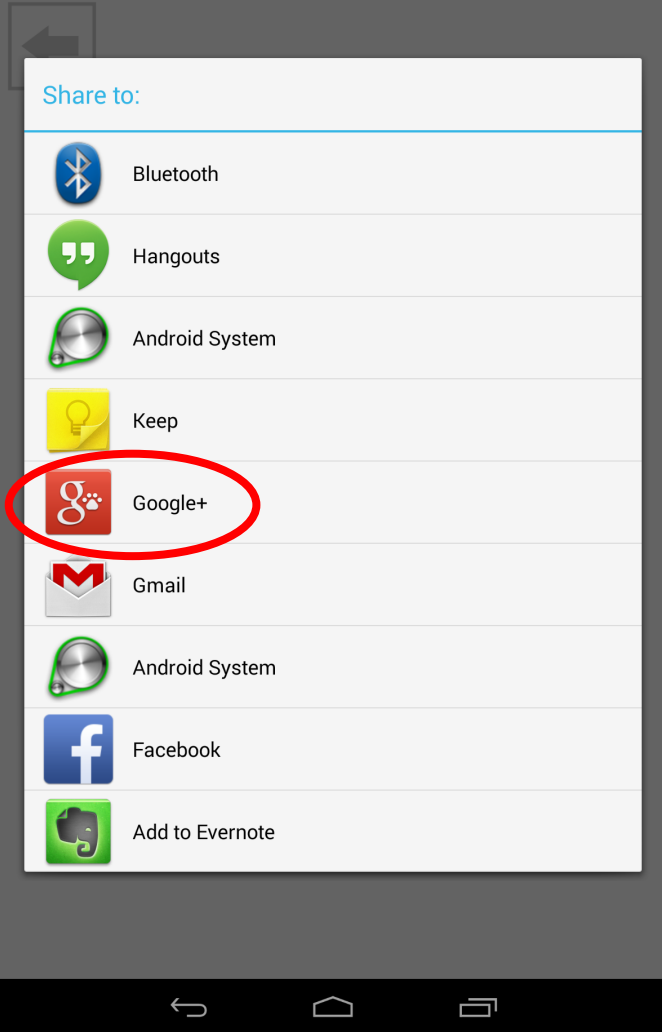 Share to:
Bluetooth
Hangouts
Android System
Keep
Google+
Gmail
Android System
Facebook
Add to Evernote